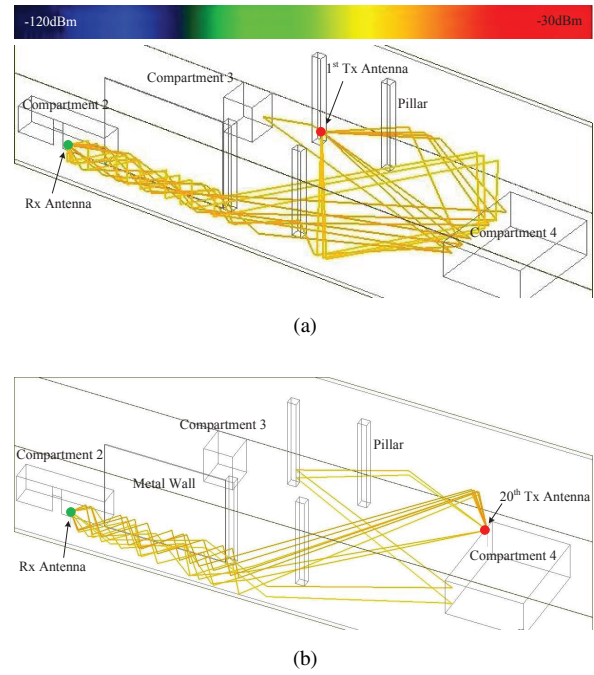 -120dBm
-30dBm
Compartment 3
1st Tx Antenna
Pillar
Compartment 2
Rx Antenna
Compartment 4
(a)
Compartment 3
Pillar
Compartment 2
Metal Wall
20th Tx Antenna
Rx Antenna
Compartment 4
(b)